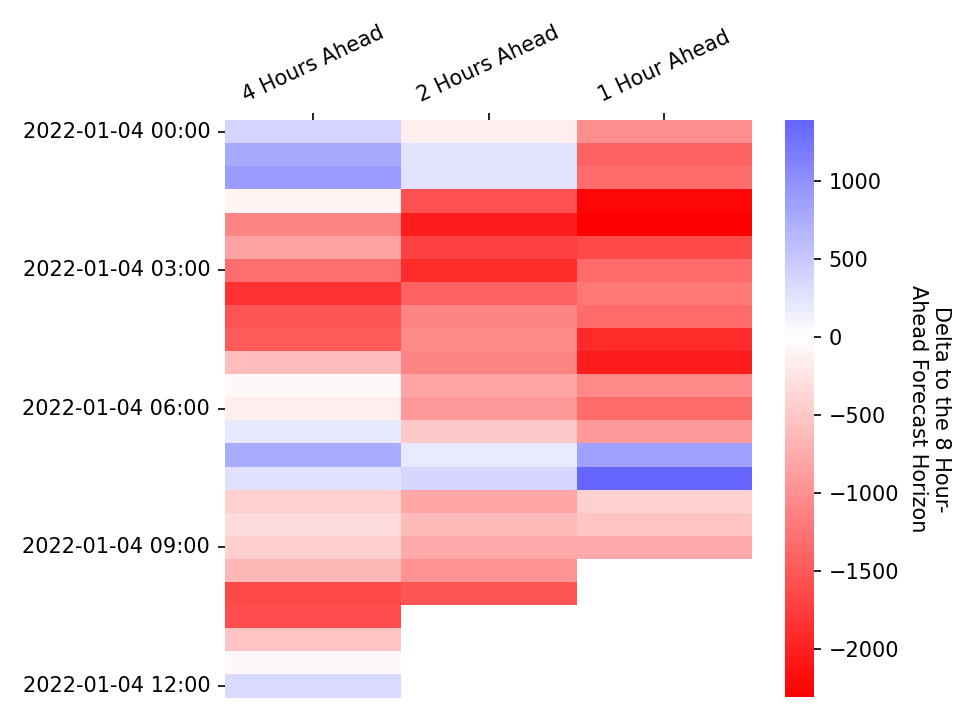 4 Hours Ahead
2 Hours Ahead
1 Hour Ahead
2022-01-04 00:00
2022-01-04 03:00
2022-01-04 06:00
2022-01-04 09:00
2022-01-04 12:00
1000
500
0
−500
−1000
−1500
−2000
Delta to the 8 Hour-
Ahead Forecast Horizon